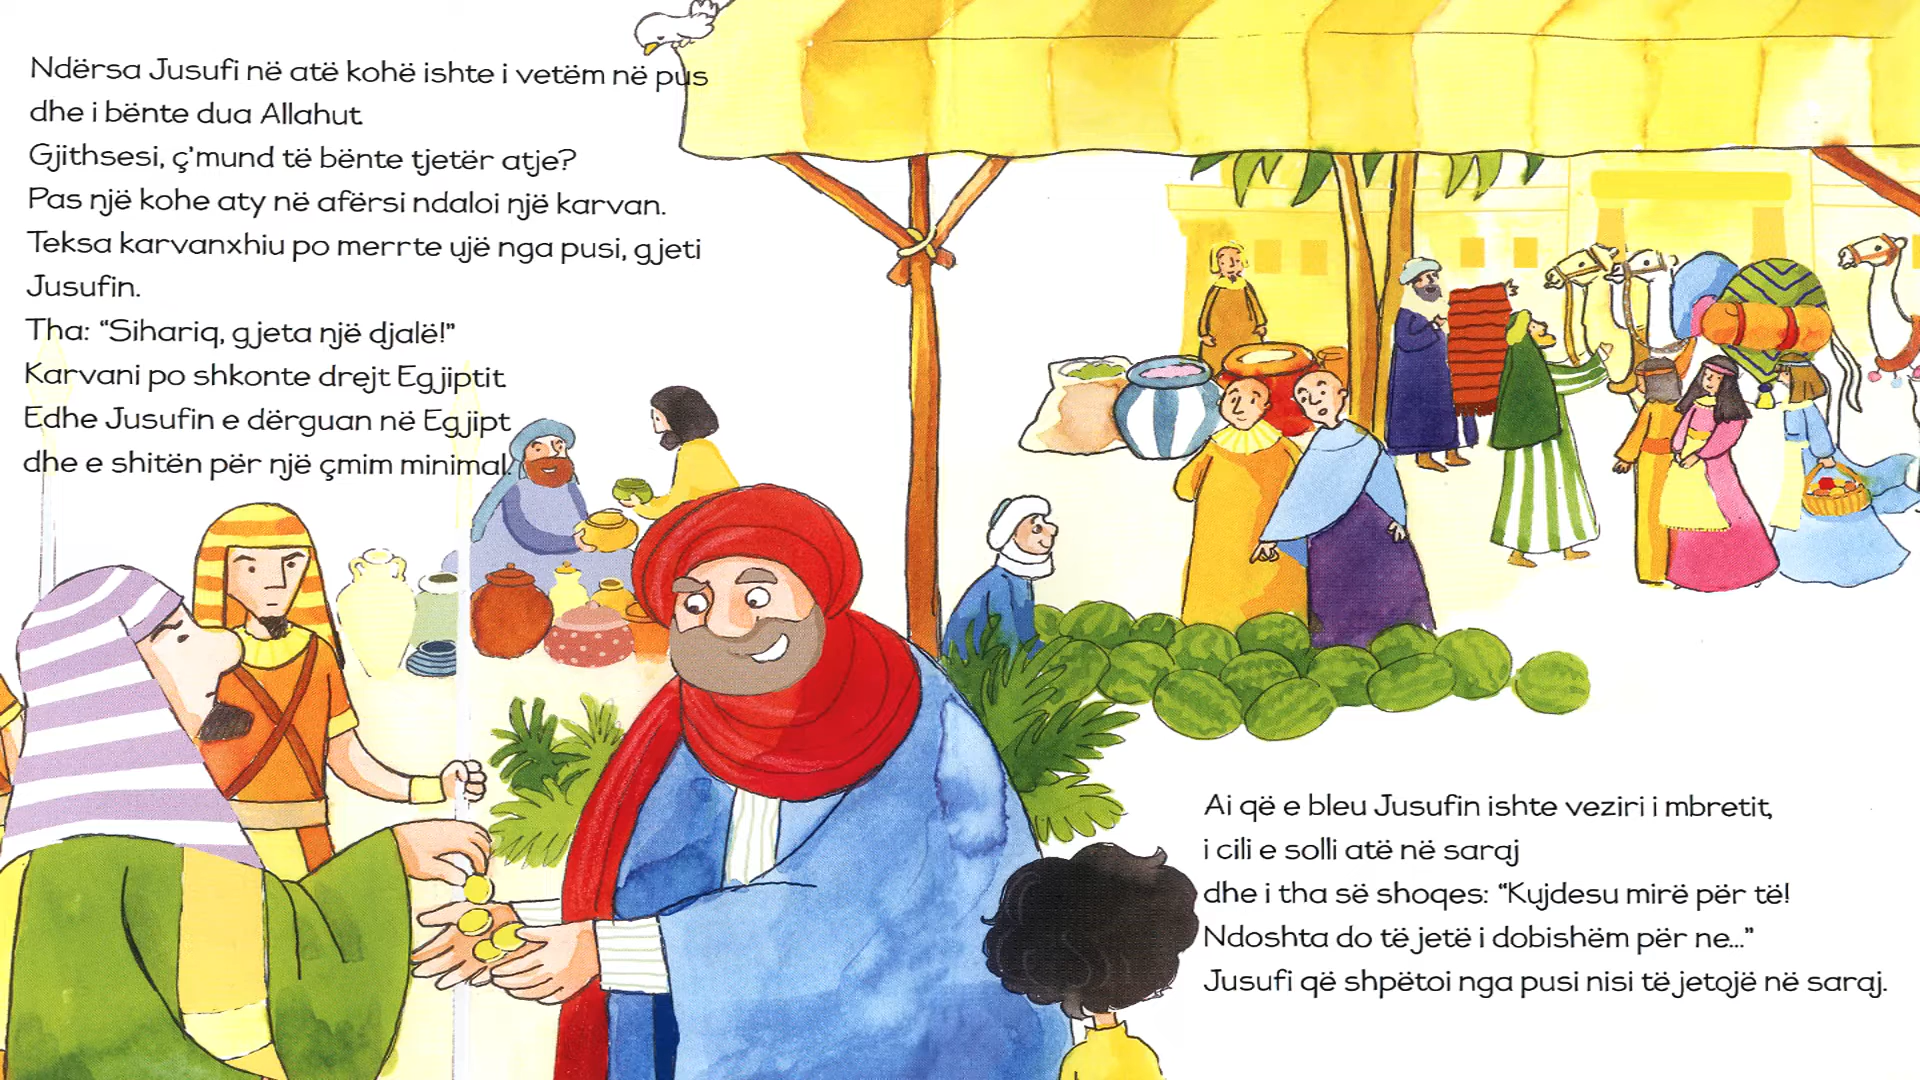 Ndërsa Jusufi në atë kohë ishte i vetëm në pus
dhe i bënte dua Allahut.
Gjithsesi, ç'mund të bënte tjetër atje?
Pas një kohe aty në afërsi ndaloi një karvan.
Teksa karvanxhiu po merrte ujë nga pusi, gjeti
Jusufin.
Tha: “Sihariq, gjeta një djalë!”
Karvani po shkonte drejt Egjiptit.
Edhe Jusufin e dërguan në Egjipt
dhe e shitën për një çmim minimal.
Ai që e bleu Jusufin ishte veziri i mbretit,
i cili e solli atë në saraj
dhe i tha së shoqes: “Kujdesu mirë për të!
Ndoshta do të jetë i dobishëm për ne...”
Jusufi që shpëtoi nga pusi nisi të jetojë në saraj.